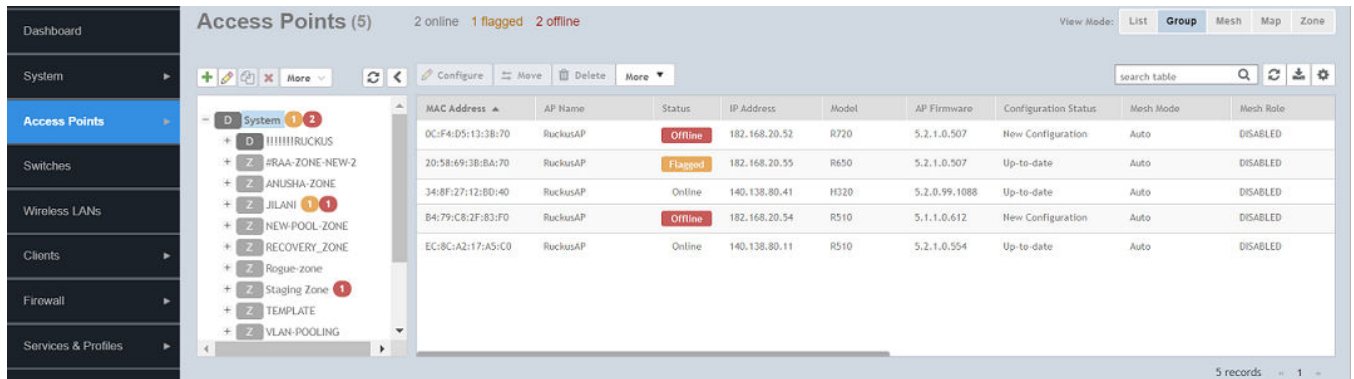 Dashboard
System
Access Points
Switches
Wireless LANs
Clients
Firewall
Services & Profiles
Access Points (5) 2 online 1 flagged 2 offline
View Mode: List Group Mesh Map Zone
More
Configure Move Delete More
search table
D System 1 2
D !!!!!!!RUCKUS
Z #RAA-ZONE-NEW-2
Z ANUSHA-ZONE
Z JILANI 1 1
Z NEW-POOL-ZONE
Z RECOVERY_ZONE
Z Rogue-zone
Z Staging Zone 1
Z TEMPLATE
Z VLAN-POOLING
MAC Address AP Name Status IP Address Model AP Firmware Configuration Status Mesh Mode Mesh Role
0C:F4:D5:13:3B:70 RuckusAP Offline 182.168.20.52 R720 5.2.1.0.507 New Configuration Auto DISABLED
20:58:69:3B:BA:70 RuckusAP Flagged 182.168.20.55 R650 5.2.1.0.507 Up-to-date Auto DISABLED
34:8F:27:12:BD:40 RuckusAP Online 140.138.80.41 H320 5.2.0.99.1088 Up-to-date Auto DISABLED
B4:79:C8:2F:83:F0 RuckusAP Offline 182.168.20.54 R510 5.1.1.0.612 New Configuration Auto DISABLED
EC:8C:A2:17:A5:C0 RuckusAP Online 140.138.80.11 R510 5.2.1.0.554 Up-to-date Auto DISABLED
5 records « 1 »